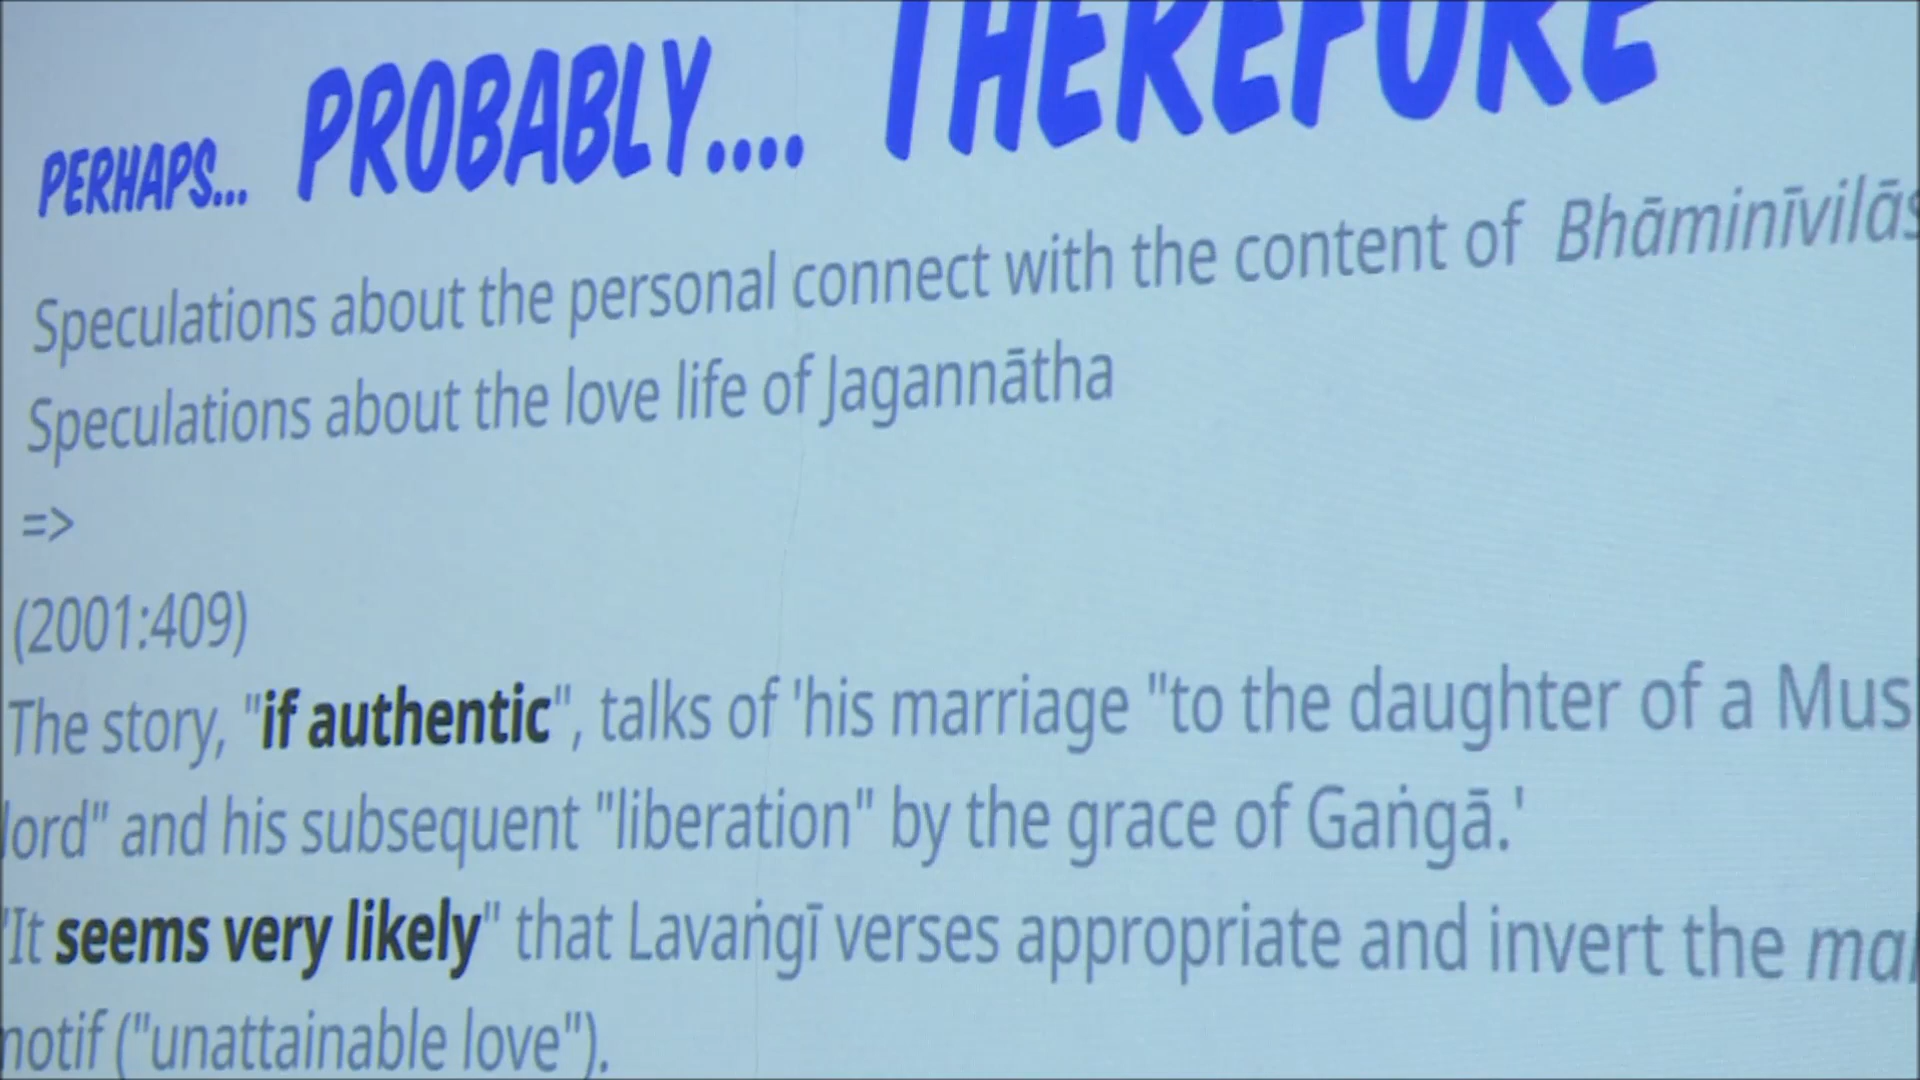 PERHAPS... PROBABLY.... THEREFORE
Speculations about the personal connect with the content of Bhāminīvilās
Speculations about the love life of Jagannātha
=>
(2001:409)
The story, "if authentic", talks of 'his marriage "to the daughter of a Mus
lord" and his subsequent "liberation" by the grace of Gaṅgā.'
"It seems very likely" that Lavaṅgī verses appropriate and invert the
motif ("unattainable love").